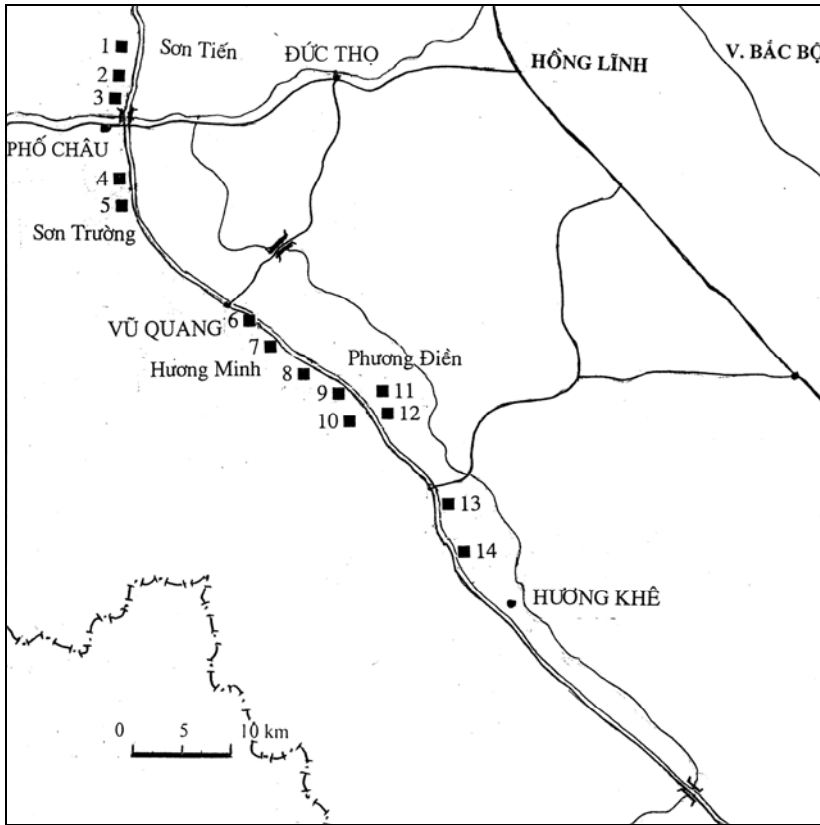 1
Sơn Tiến
2
ĐỨC THỌ
HỒNG LĨNH
V. BẮC BỘ
3
PHỐ CHÂU
4
5
Sơn Trường
6
VŨ QUANG
7
Hương Minh
8
Phương Điền
9
11
10
12
13
14
HƯƠNG KHÊ
0 5 10 km